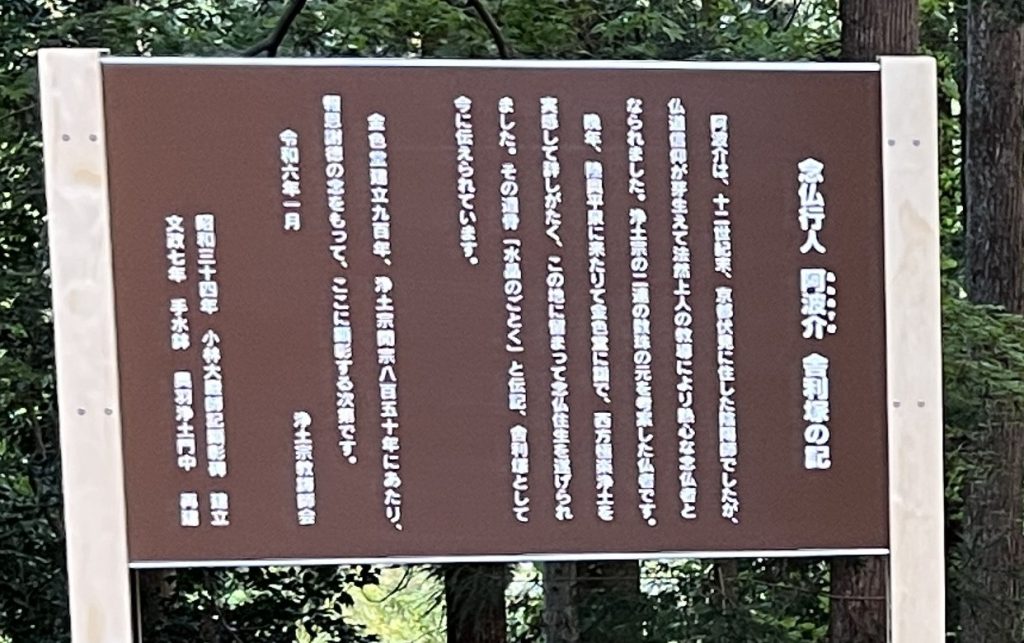 念仏行人 阿波介 舎利塚の記
阿波介は、十二世紀末、京都伏見に住した陰陽師でしたが、
仏道信仰が芽生えて法然上人の教導により熱心な念仏者と
なられました。浄土宗の二連の数珠の元を考案した仏者です。
晩年、陸奥平泉に来たりて金色堂に詣で、西方極楽浄土を
実感して辞しがたく、この地に留まって念仏往生を遂げられ
ました。その遺骨「水晶のごとく」と伝記、舎利塚として
今に伝えられています。
金色堂建立九百年、浄土宗開宗八百五十年にあたり、
報恩謝徳の念をもって、ここに顕彰する次第です。
令和六年一月
浄土宗教誨師会
昭和三十四年 小林大巌師記顕彰碑 建立
文政七年 手水鉢 奥羽浄土門中 再建